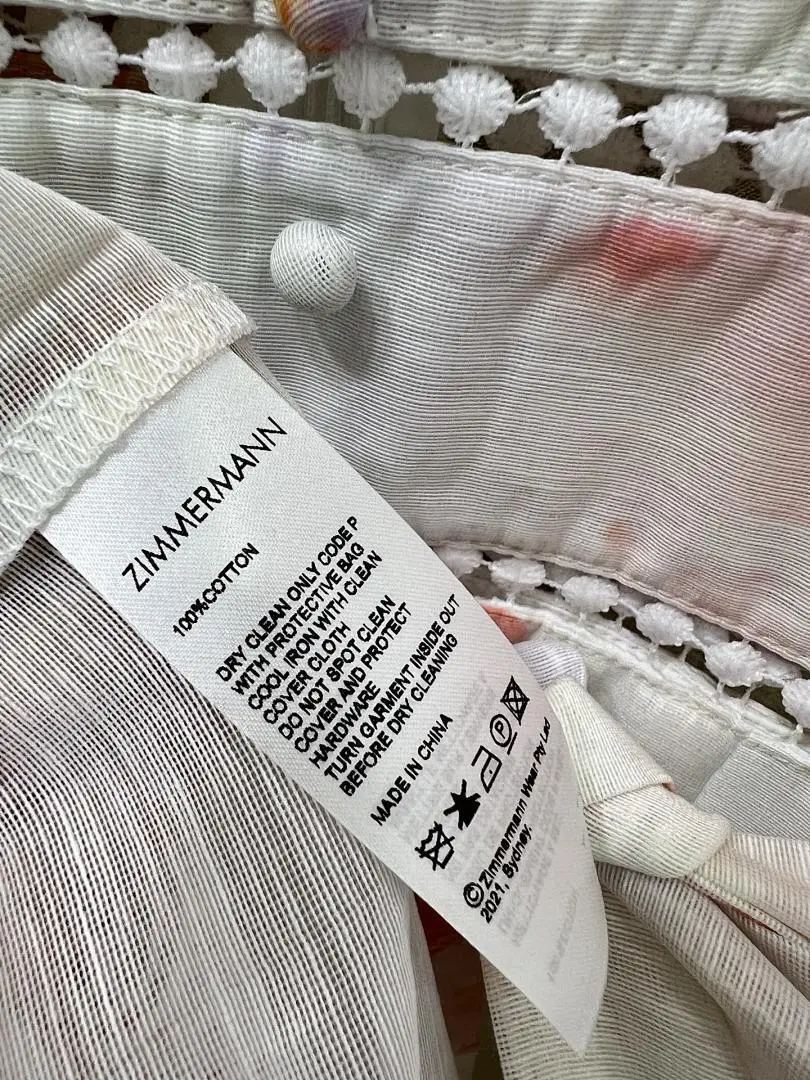 ZIMMERMANN
100%COTTON
DRY CLEAN ONLY CODE P
WITH PROTECTIVE BAG
COOL IRON WITH CLEAN
COVER CLOTH
DO NOT SPOT CLEAN
COVER AND PROTECT
HARDWARE
TURN GARMENT INSIDE OUT
BEFORE DRY CLEANING
MADE IN CHINA
P
©Zimmermann Wear Pty Ltd
2021, Sydney.